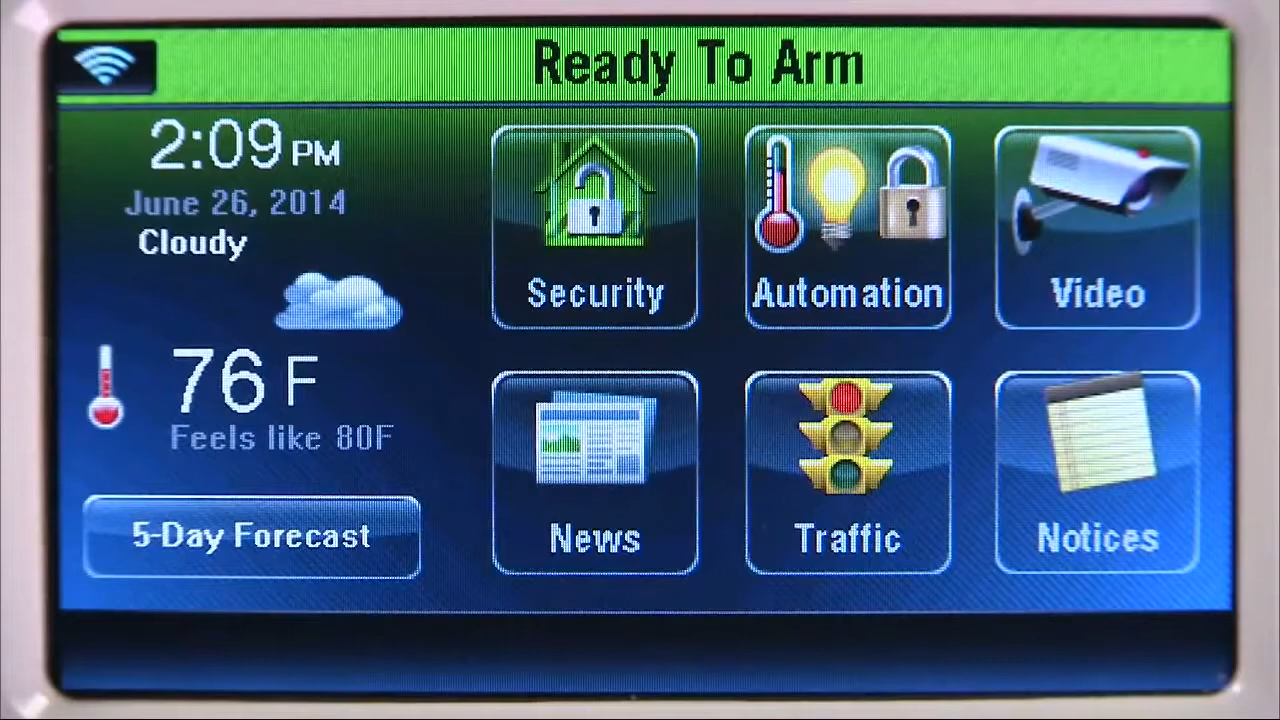 Ready To Arm
2:09 PM
June 26, 2014
Cloudy
76 F
Feels like 80F
5-Day Forecast
Security
Automation
Video
News
Traffic
Notices